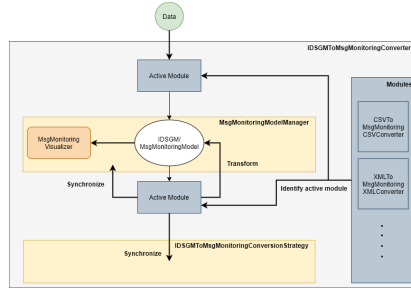 Data
IDSGMToMsgMonitoringConverter
Active Module
Modules
MsgMonitoringModelManager
CSVTo
MsgMonitoring
CSVConverter
MsgMonitoring
Visualizer
IDSGM/
MsgMonitoringModel
Transform
XMLTo
MsgMonitoring
XMLConverter
Synchronize
Identify active module
Active Module
IDSGMToMsgMonitoringConversionStrategy
Synchronize